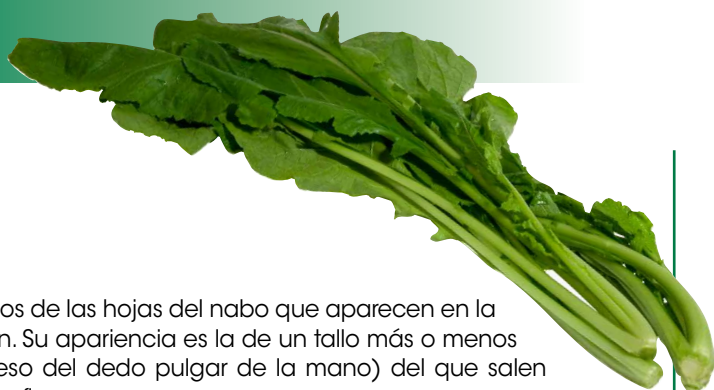 os de las hojas del nabo que aparecen en la
n. Su apariencia es la de un tallo más o menos
eso del dedo pulgar de la mano) del que salen